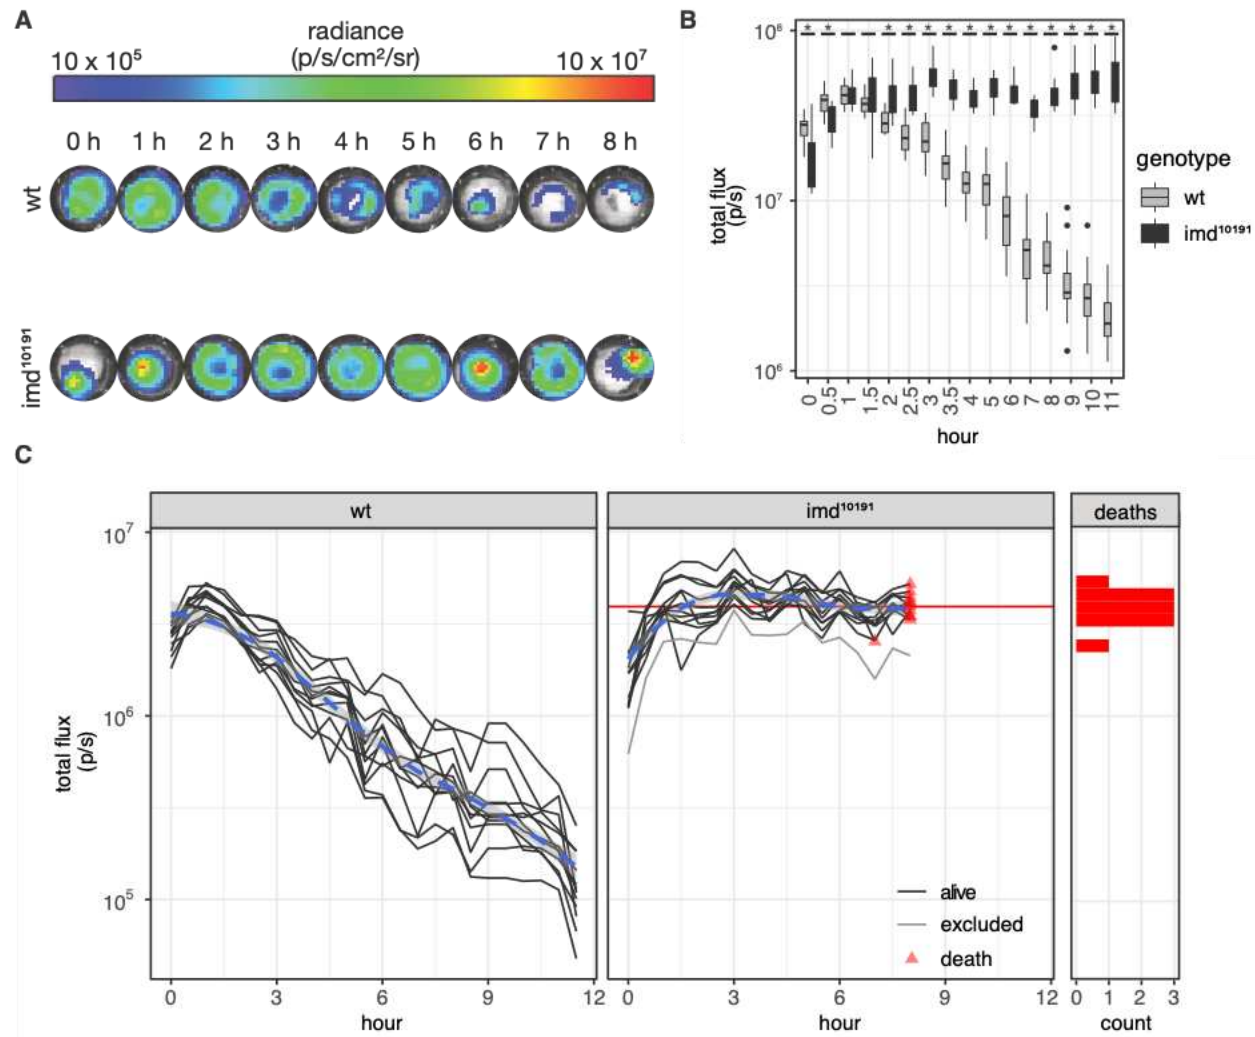 A
radiance
(p/s/cm²/sr)
10 x 10⁵
10 x 10⁷
0 h 1 h 2 h 3 h 4 h 5 h 6 h 7 h 8 h
wt
imd¹⁰¹⁹¹
B
* * * * * * * * * * * * * *
10⁸
10⁷
10⁶
total flux
(p/s)
0 0.5 1 1.5 2 2.5 3 3.5 4 5 6 7 8 9 10 11
hour
genotype
wt
imd¹⁰¹⁹¹
C
wt
imd¹⁰¹⁹¹
deaths
10⁷
10⁶
10⁵
total flux
(p/s)
alive
excluded
death
0 3 6 9 12
0 3 6 9 12
0 1 2 3
hour
hour
count